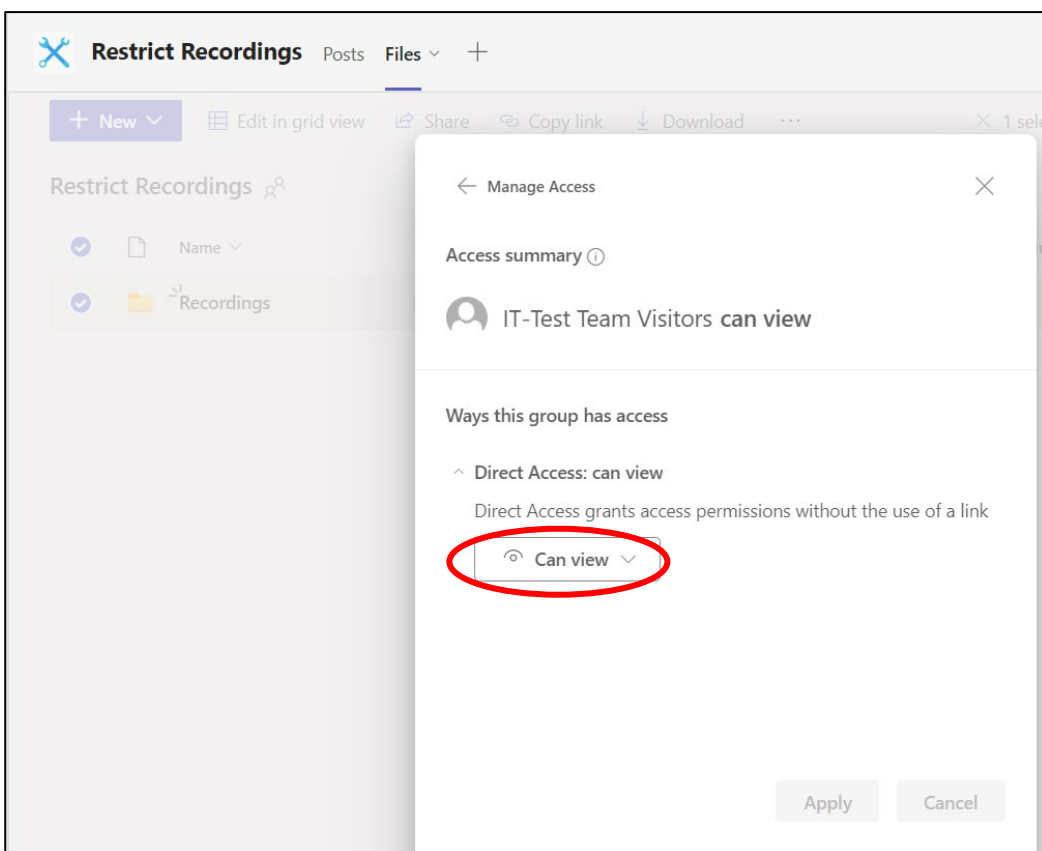 Restrict Recordings Posts Files +
+ New Edit in grid view Share Copy link Download ... × 1 sele
Restrict Recordings
Manage Access
Name
Recordings
Access summary
IT-Test Team Visitors can view
Ways this group has access
Direct Access: can view
Direct Access grants access permissions without the use of a link
Can view
Apply Cancel